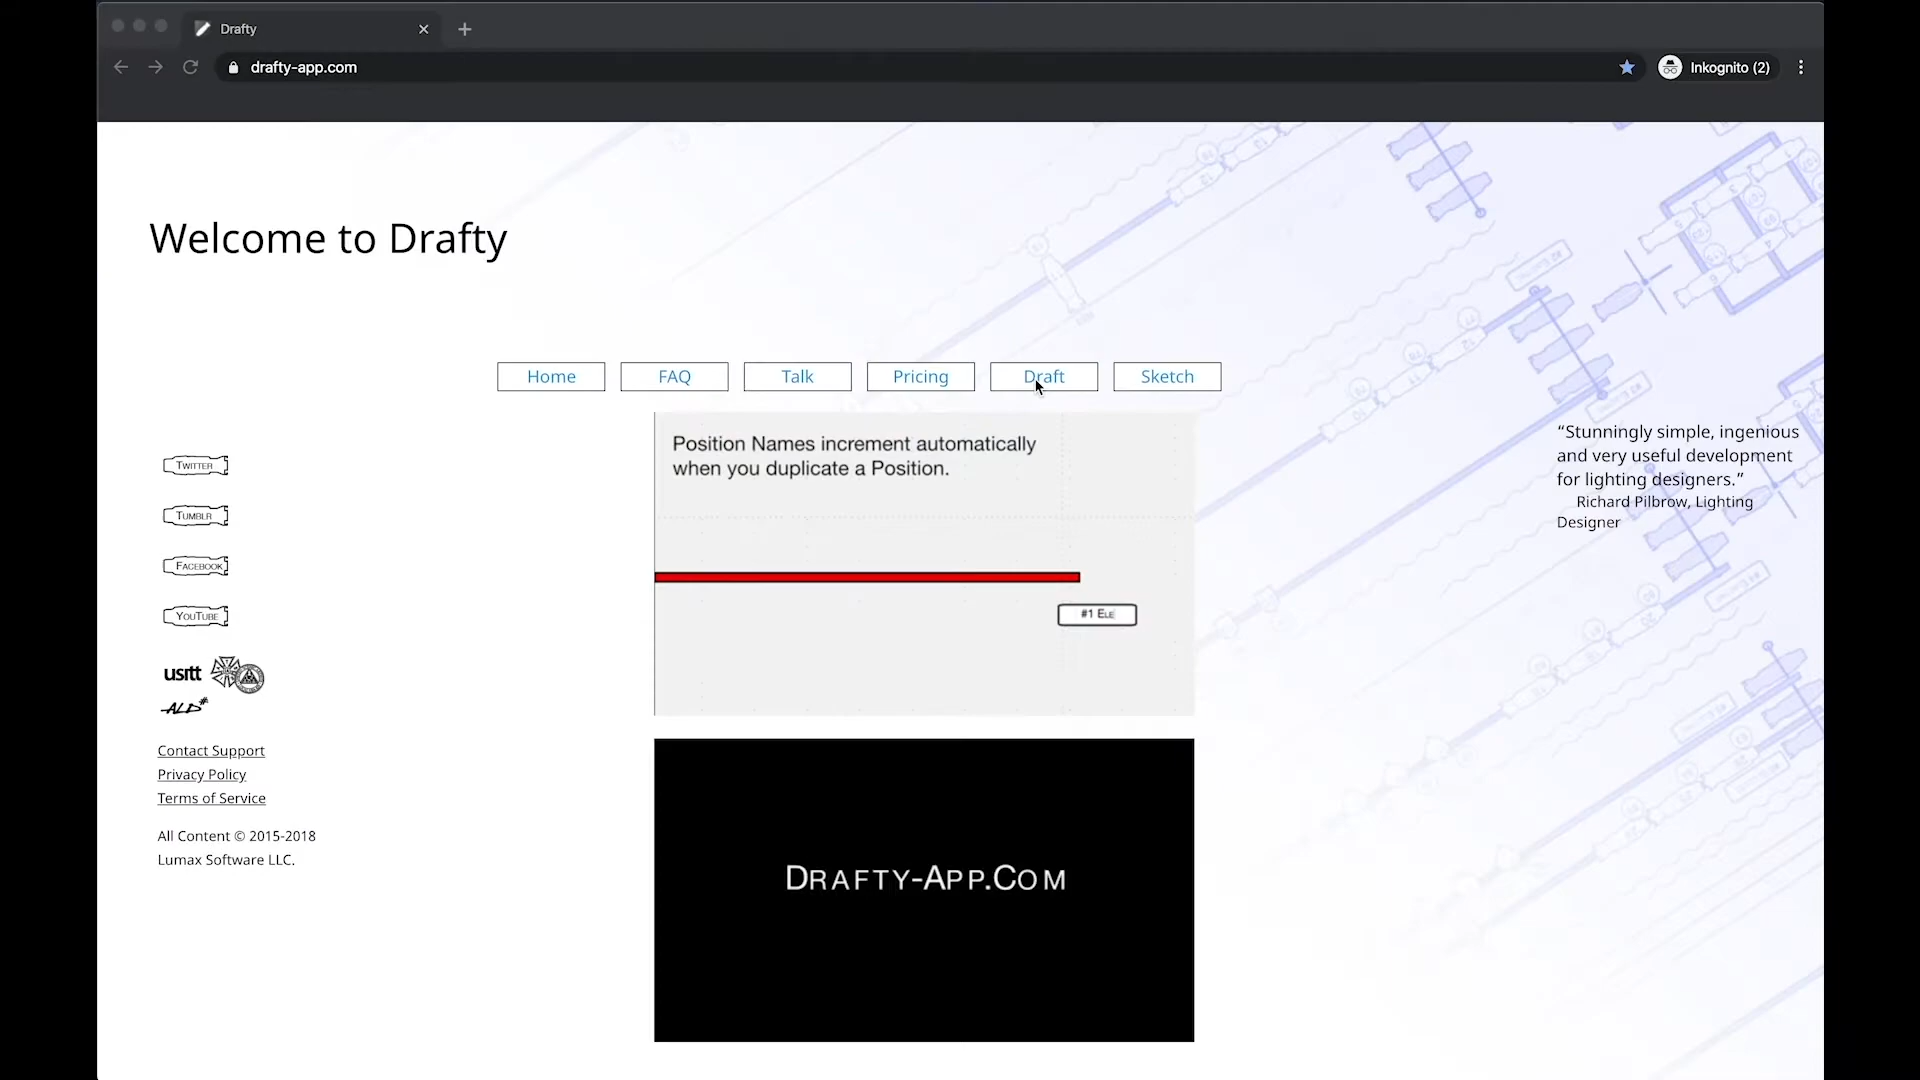 Drafty
drafty-app.com
Inkognito (2)
Welcome to Drafty
Home
FAQ
Talk
Pricing
Draft
Sketch
Position Names increment automatically
when you duplicate a Position.
#1 Ele
DRAFTY-APP.COM
TWITTER
TUMBLR
FACEBOOK
YOUTUBE
usitt
ALD#
Contact Support
Privacy Policy
Terms of Service
All Content © 2015-2018
Lumax Software LLC.
“Stunningly simple, ingenious
and very useful development
for lighting designers.”
Richard Pilbrow, Lighting
Designer